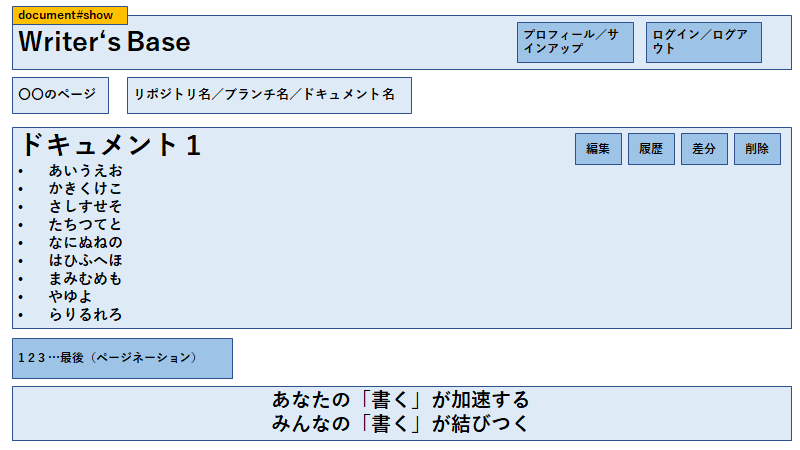 document#show
Writer‘s Base
プロフィール／サ
インアップ
ログイン／ログア
ウト
〇〇のページ
リポジトリ名／ブランチ名／ドキュメント名
ドキュメント１
編集
履歴
差分
削除
• あいうえお
• かきくけこ
• さしすせそ
• たちつてと
• なにぬねの
• はひふへほ
• まみむめも
• やゆよ
• らりるれろ
1 2 3 …最後（ページネーション）
あなたの「書く」が加速する
みんなの「書く」が結びつく